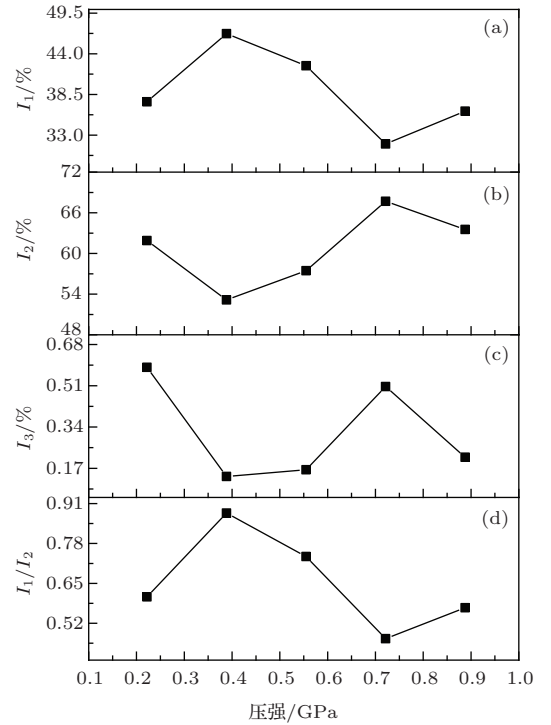 49.5
(a)
44.0
I₁/%
38.5
33.0
72
(b)
66
I₂/%
60
54
48
0.68
(c)
0.51
I₃/%
0.34
0.17
0.91
(d)
0.78
I₁/I₂
0.65
0.52
0.1 0.2 0.3 0.4 0.5 0.6 0.7 0.8 0.9 1.0
压强/GPa